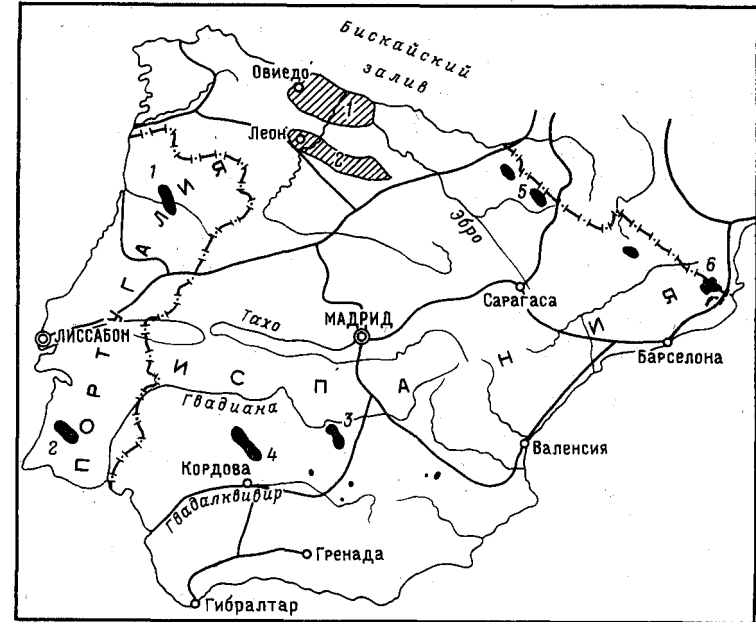 Бискайский
залив
Овиедо
1
Леон
2
1
ПОРТУГАЛИЯ
5
Эбро
6
Сарагаса
Тахо
МАДРИД
ЛИССАБОН
ИСПАНИЯ
Барселона
Гвадиана
3
2
4
Валенсия
Кордова
Гвадалквивир
Гренада
Гибралтар